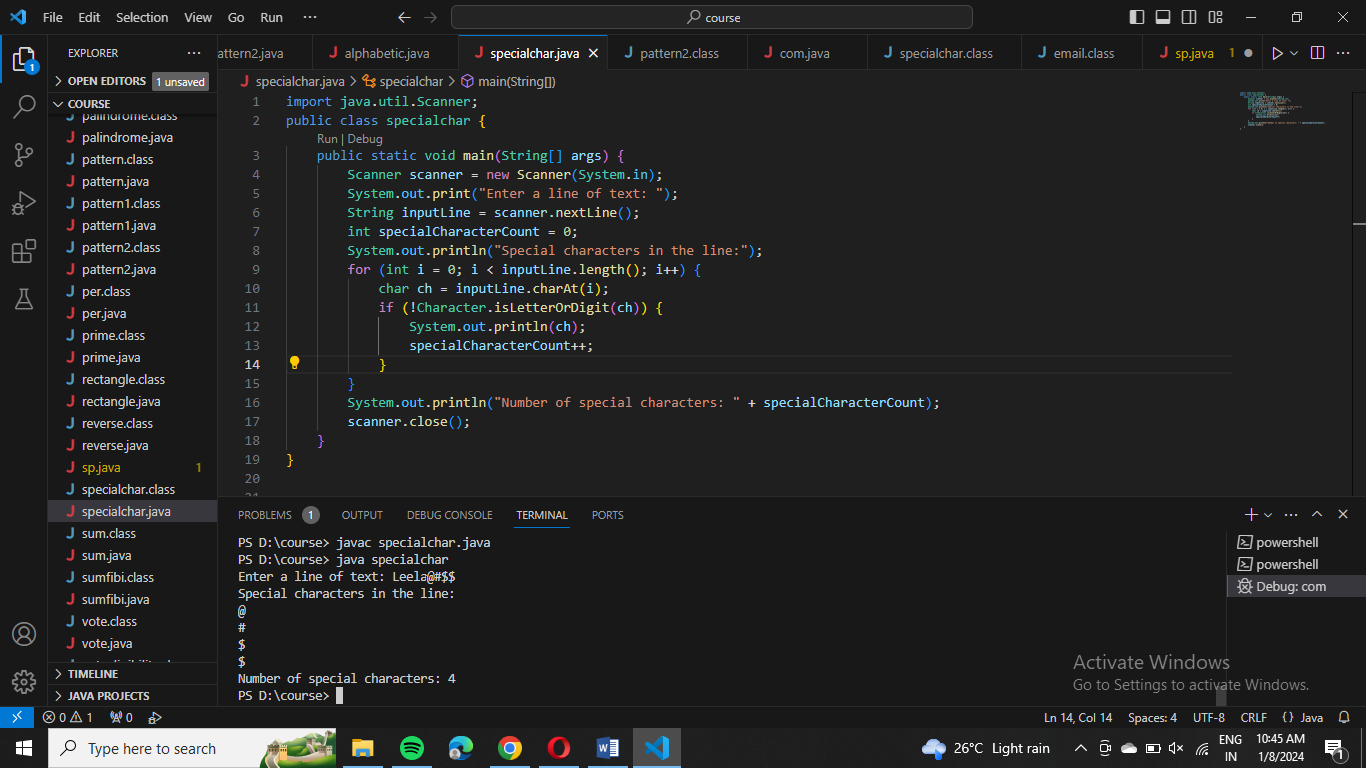 File Edit Selection View Go Run ··· course
EXPLORER ···
OPEN EDITORS 1 unsaved
COURSE
palindrome.class
palindrome.java
pattern.class
pattern.java
pattern1.class
pattern1.java
pattern2.class
pattern2.java
per.class
per.java
prime.class
prime.java
rectangle.class
rectangle.java
reverse.class
reverse.java
sp.java 1
specialchar.class
specialchar.java
sum.class
sum.java
sumfibi.class
sumfibi.java
vote.class
vote.java
TIMELINE
JAVA PROJECTS
1
attern2.java alphabetic.java specialchar.java pattern2.class com.java specialchar.class email.class sp.java 1
specialchar.java > specialchar > main(String[])
1 import java.util.Scanner;
2 public class specialchar {
Run | Debug
3 public static void main(String[] args) {
4 Scanner scanner = new Scanner(System.in);
5 System.out.print("Enter a line of text: ");
6 String inputLine = scanner.nextLine();
7 int specialCharacterCount = 0;
8 System.out.println("Special characters in the line:");
9 for (int i = 0; i < inputLine.length(); i++) {
10 char ch = inputLine.charAt(i);
11 if (!Character.isLetterOrDigit(ch)) {
12 System.out.println(ch);
13 specialCharacterCount++;
14 }
15 }
16 System.out.println("Number of special characters: " + specialCharacterCount);
17 scanner.close();
18 }
19 }
20
PROBLEMS 1 OUTPUT DEBUG CONSOLE TERMINAL PORTS
PS D:\course> javac specialchar.java
PS D:\course> java specialchar
Enter a line of text: Leela@#$$
Special characters in the line:
@
#
$
$
Number of special characters: 4
PS D:\course>
powershell
powershell
Debug: com
Activate Windows
Go to Settings to activate Windows.
0 1 0 Ln 14, Col 14 Spaces: 4 UTF-8 CRLF {} Java
Type here to search 26°C Light rain ENG IN 10:45 AM 1/8/2024 1